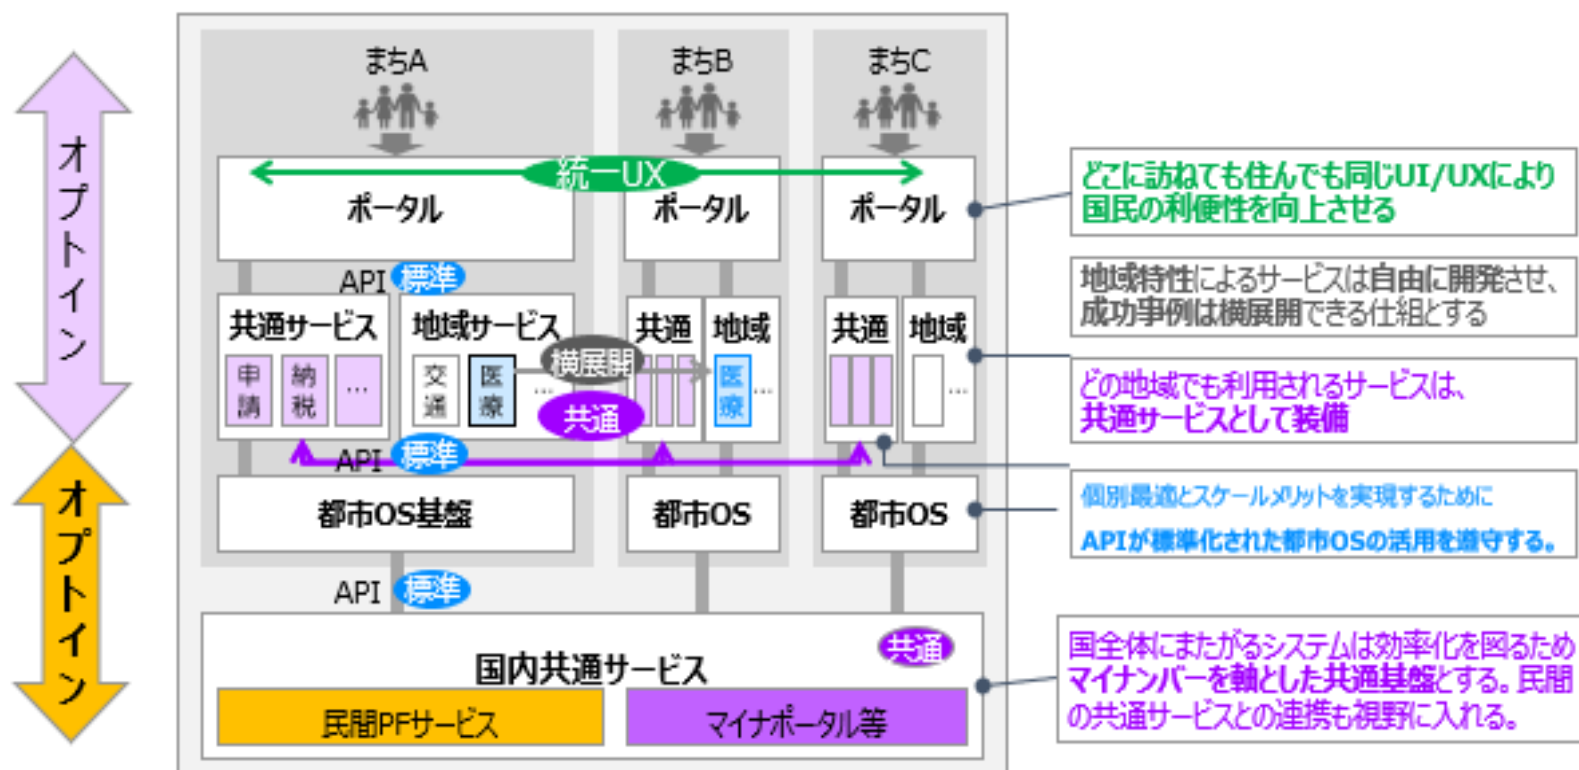 オプトイン
オプトイン
まちA
まちB
まちC
統一UX
ポータル
ポータル
ポータル
API 標準
共通サービス
申請
納税
…
地域サービス
交通
医療
…
横展開
共通
共通
地域
医療
…
共通
地域
…
API 標準
都市OS基盤
都市OS
都市OS
API 標準
共通
国内共通サービス
民間PFサービス
マイナポータル等
どこに訪ねても住んでも同じUI/UXにより
国民の利便性を向上させる
地域特性によるサービスは自由に開発させ、
成功事例は横展開できる仕組とする
どの地域でも利用されるサービスは、
共通サービスとして装備
個別最適とスケールメリットを実現するために
APIが標準化された都市OSの活用を遵守する。
国全体にまたがるシステムは効率化を図るため
マイナンバーを軸とした共通基盤とする。民間
の共通サービスとの連携も視野に入れる。